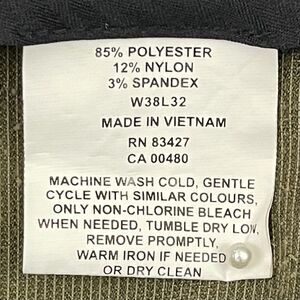 85% POLYESTER
12% NYLON
3% SPANDEX
W38L32
MADE IN VIETNAM
RN 83427
CA 00480
MACHINE WASH COLD, GENTLE
CYCLE WITH SIMILAR COLOURS,
ONLY NON-CHLORINE BLEACH
WHEN NEEDED, TUMBLE DRY LOW,
REMOVE PROMPTLY,
WARM IRON IF NEEDED
OR DRY CLEAN